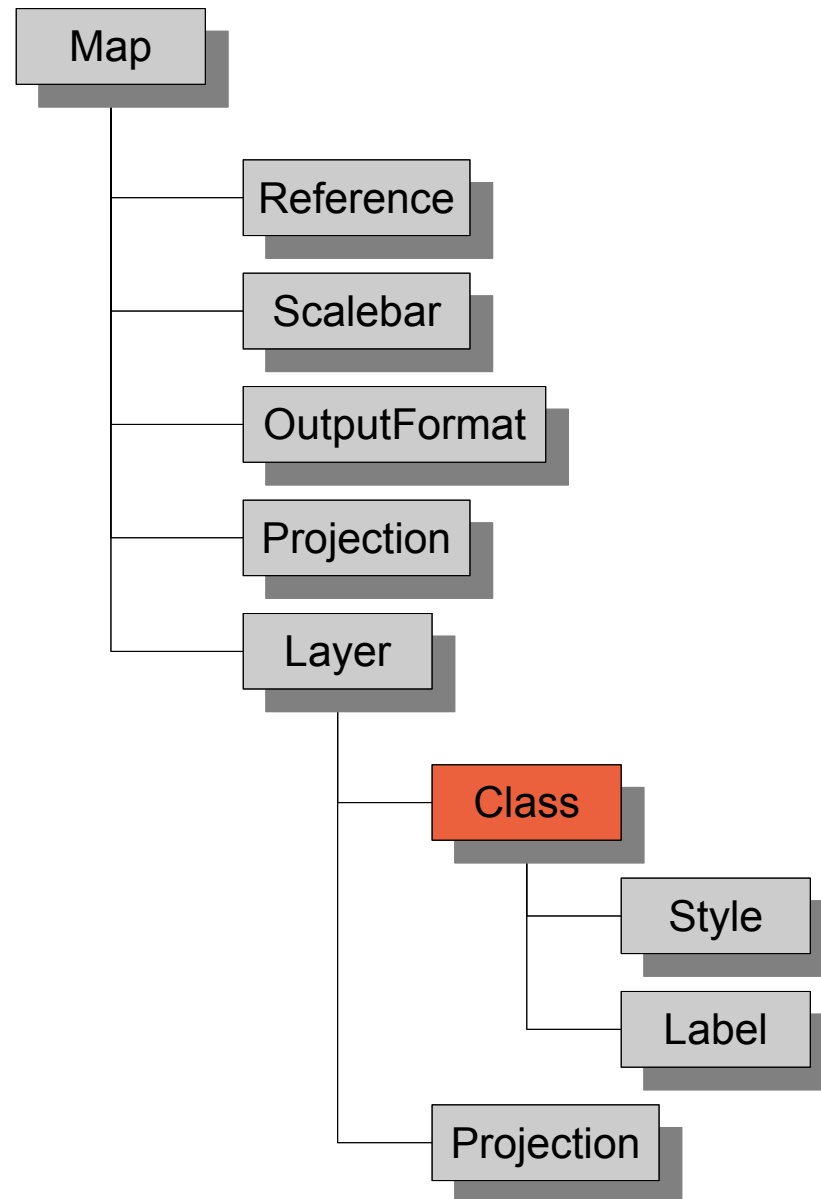 Map
Reference
Scalebar
OutputFormat
Projection
Layer
Class
Style
Label
Projection